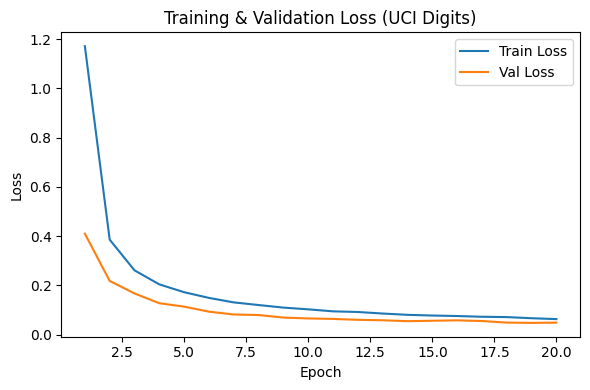 Training & Validation Loss (UCI Digits)
1.2
1.0
0.8
0.6
0.4
0.2
0.0
Loss
Train Loss
Val Loss
2.5 5.0 7.5 10.0 12.5 15.0 17.5 20.0
Epoch